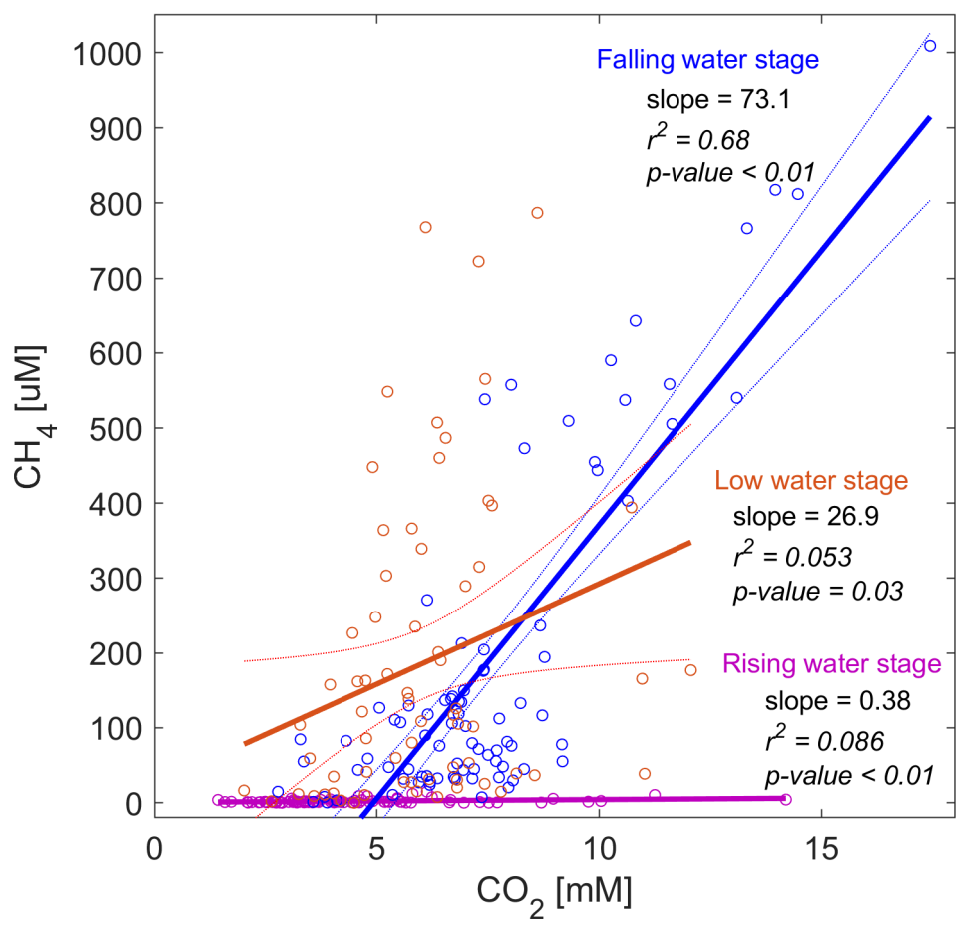 1000
900
800
700
600
500
400
300
200
100
0
CH4 [uM]
0
5
10
15
CO2 [mM]
Falling water stage
slope = 73.1
r2 = 0.68
p-value < 0.01
Low water stage
slope = 26.9
r2 = 0.053
p-value = 0.03
Rising water stage
slope = 0.38
r2 = 0.086
p-value < 0.01